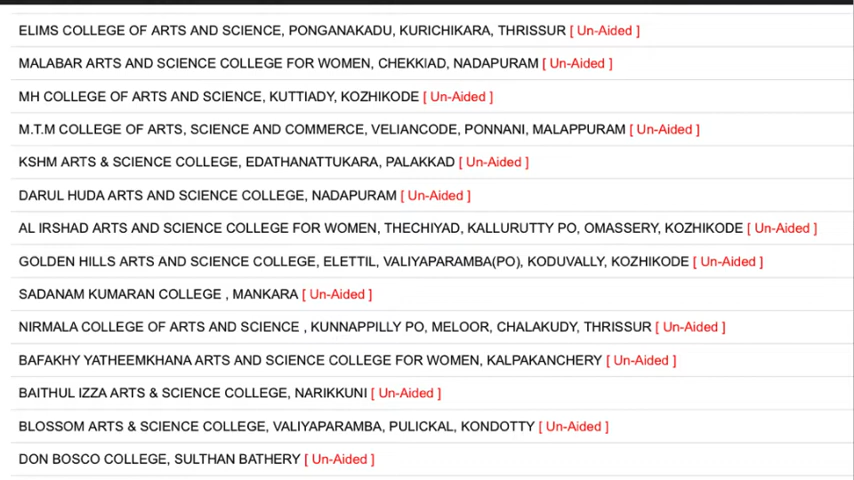 ELIMS COLLEGE OF ARTS AND SCIENCE, PONGANAKADU, KURICHIKARA, THRISSUR [ Un-Aided ]
MALABAR ARTS AND SCIENCE COLLEGE FOR WOMEN, CHEKKIAD, NADAPURAM [ Un-Aided ]
MH COLLEGE OF ARTS AND SCIENCE, KUTTIADY, KOZHIKODE [ Un-Aided ]
M.T.M COLLEGE OF ARTS, SCIENCE AND COMMERCE, VELIANCODE, PONNANI, MALAPPURAM [ Un-Aided ]
KSHM ARTS & SCIENCE COLLEGE, EDATHANATTUKARA, PALAKKAD [ Un-Aided ]
DARUL HUDA ARTS AND SCIENCE COLLEGE, NADAPURAM [ Un-Aided ]
AL IRSHAD ARTS AND SCIENCE COLLEGE FOR WOMEN, THECHIYAD, KALLURUTTY PO, OMASSERY, KOZHIKODE [ Un-Aided ]
GOLDEN HILLS ARTS AND SCIENCE COLLEGE, ELETTIL, VALIYAPARAMBA(PO), KODUVALLY, KOZHIKODE [ Un-Aided ]
SADANAM KUMARAN COLLEGE , MANKARA [ Un-Aided ]
NIRMALA COLLEGE OF ARTS AND SCIENCE , KUNNAPPILLY PO, MELOOR, CHALAKUDY, THRISSUR [ Un-Aided ]
BAFAKHY YATHEEMKHANA ARTS AND SCIENCE COLLEGE FOR WOMEN, KALPAKANCHERY [ Un-Aided ]
BAITHUL IZZA ARTS & SCIENCE COLLEGE, NARIKKUNI [ Un-Aided ]
BLOSSOM ARTS & SCIENCE COLLEGE, VALIYAPARAMBA, PULICKAL, KONDOTTY [ Un-Aided ]
DON BOSCO COLLEGE, SULTHAN BATHERY [ Un-Aided ]